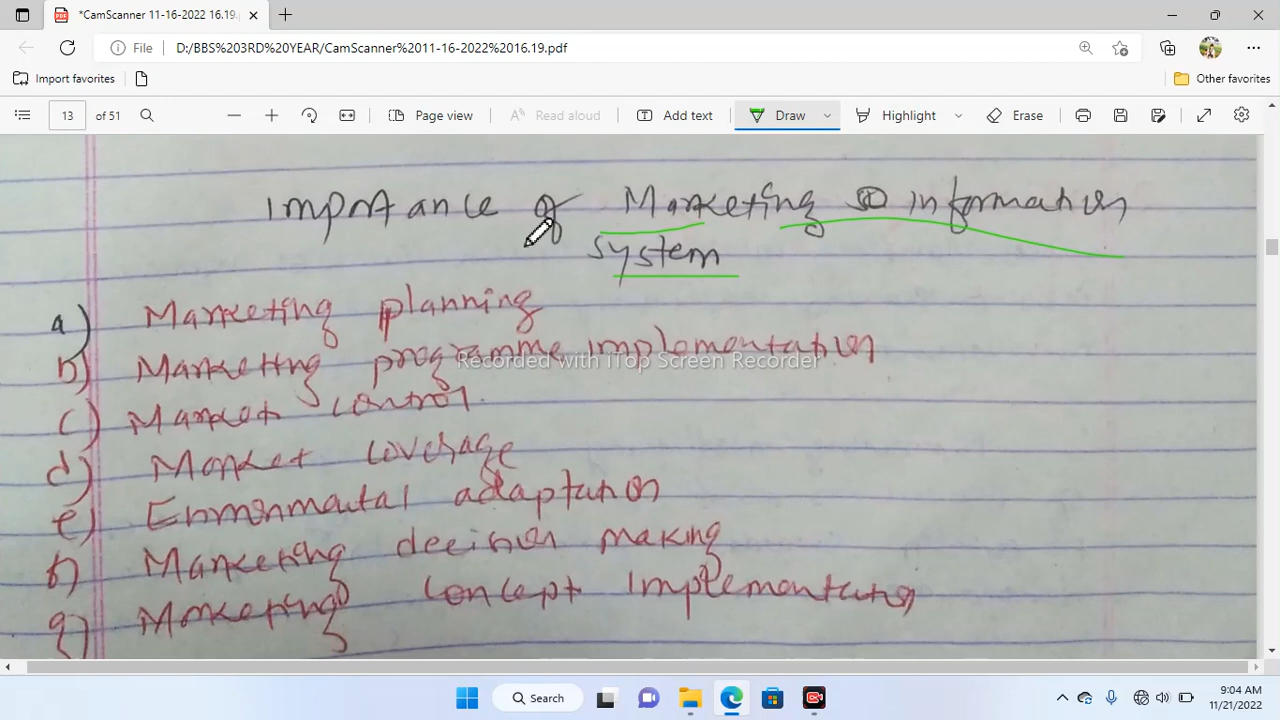 *CamScanner 11-16-2022 16.19.p
File D:/BBS%203RD%20YEAR/CamScanner%2011-16-2022%2016.19.pdf
Import favorites
Other favorites
13 of 51
Page view
Read aloud
Add text
Draw
Highlight
Erase
Importance of Marketing information
system
a) Marketing planning
b) Marketing programme implementation
Recorded with iTop Screen Recorder
c) Market control.
d) Market coverage
e) Environmental adaptation
f) Marketing decision making
g) Marketing concept implementation
Search
9:04 AM
11/21/2022